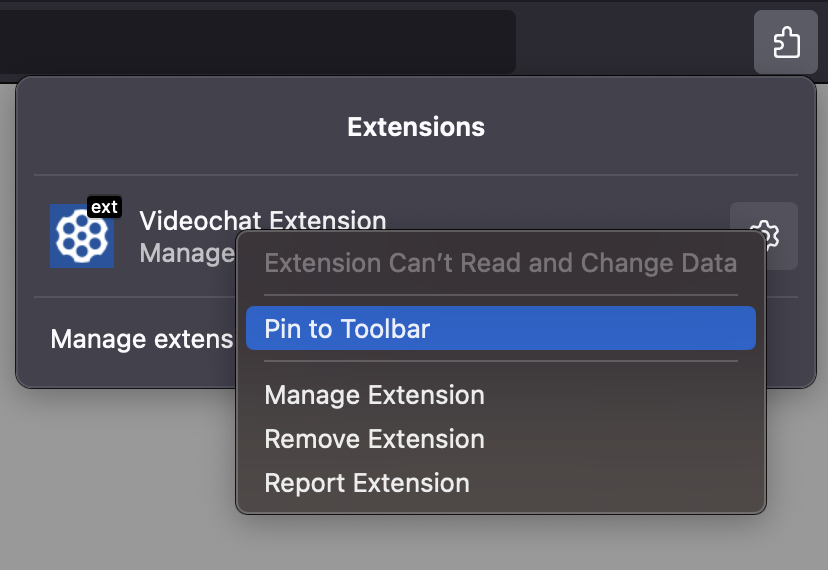 Extensions
ext
Videochat Extension
Manage
Extension Can’t Read and Change Data
Manage extens
Pin to Toolbar
Manage Extension
Remove Extension
Report Extension